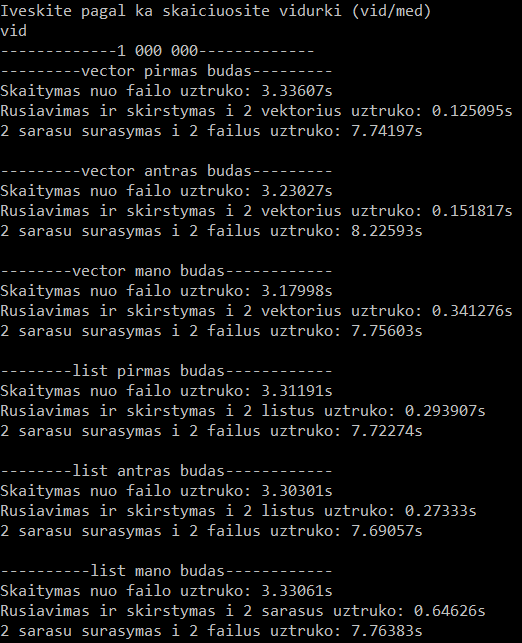 Iveskite pagal ka skaiciuosite vidurki (vid/med)
vid
-------------1 000 000-------------
---------vector pirmas budas---------
Skaitymas nuo failo uztruko: 3.33607s
Rusiavimas ir skirstymas i 2 vektorius uztruko: 0.125095s
2 sarasu surasymas i 2 failus uztruko: 7.74197s
---------vector antras budas---------
Skaitymas nuo failo uztruko: 3.23027s
Rusiavimas ir skirstymas i 2 vektorius uztruko: 0.151817s
2 sarasu surasymas i 2 failus uztruko: 8.22593s
--------vector mano budas------------
Skaitymas nuo failo uztruko: 3.17998s
Rusiavimas ir skirstymas i 2 vektorius uztruko: 0.341276s
2 sarasu surasymas i 2 failus uztruko: 7.75603s
--------list pirmas budas------------
Skaitymas nuo failo uztruko: 3.31191s
Rusiavimas ir skirstymas i 2 listus uztruko: 0.293907s
2 sarasu surasymas i 2 failus uztruko: 7.72274s
--------list antras budas------------
Skaitymas nuo failo uztruko: 3.30301s
Rusiavimas ir skirstymas i 2 listus uztruko: 0.27333s
2 sarasu surasymas i 2 failus uztruko: 7.69057s
----------list mano budas------------
Skaitymas nuo failo uztruko: 3.33061s
Rusiavimas ir skirstymas i 2 sarasus uztruko: 0.64626s
2 sarasu surasymas i 2 failus uztruko: 7.76383s